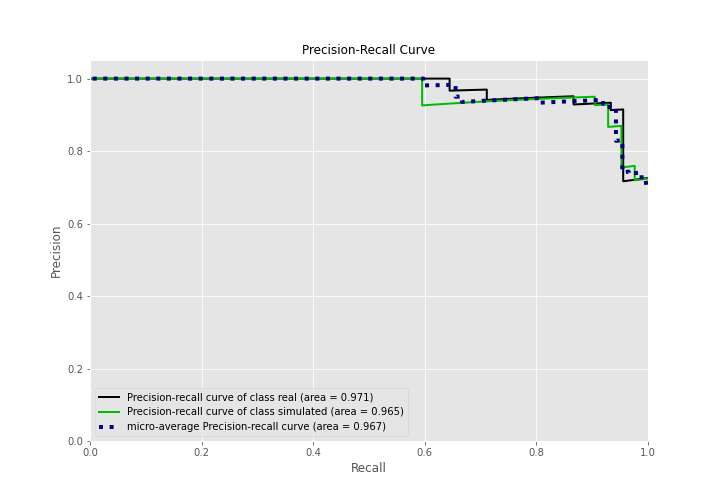 Precision-Recall Curve
1.0
0.8
0.6
0.4
0.2
0.0
Precision
Precision-recall curve of class real (area = 0.971)
Precision-recall curve of class simulated (area = 0.965)
micro-average Precision-recall curve (area = 0.967)
0.0 0.2 0.4 0.6 0.8 1.0
Recall